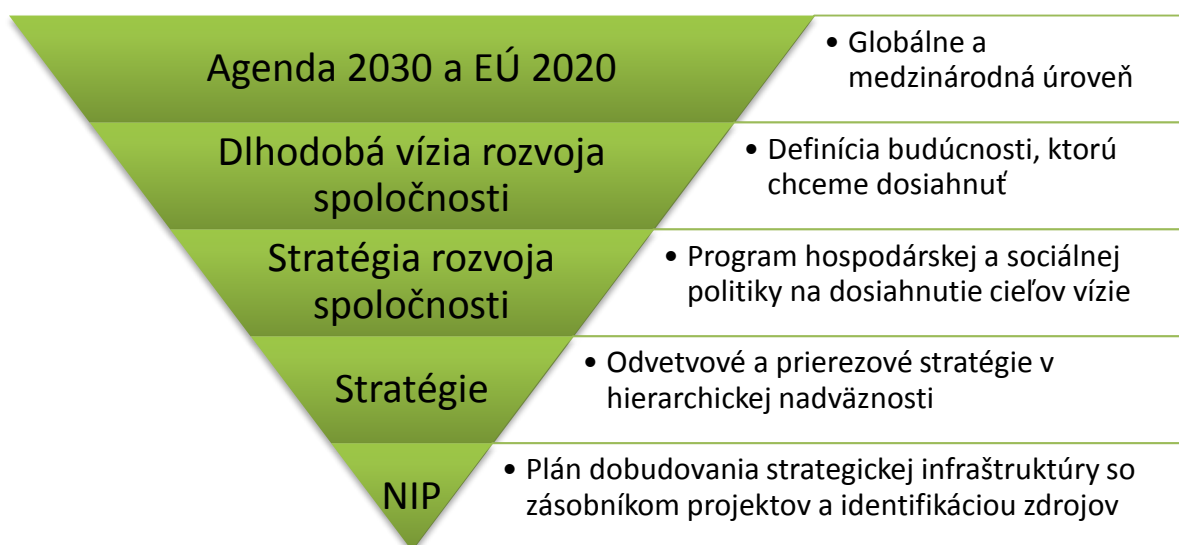 Agenda 2030 a EÚ 2020
• Globálne a
medzinárodná úroveň
Dlhodobá vízia rozvoja
spoločnosti
• Definícia budúcnosti, ktorú
chceme dosiahnuť
Stratégia rozvoja
spoločnosti
• Program hospodárskej a sociálnej
politiky na dosiahnutie cieľov vízie
Stratégie
• Odvetvové a prierezové stratégie v
hierarchickej nadväznosti
NIP
• Plán dobudovania strategickej infraštruktúry so
zásobníkom projektov a identifikáciou zdrojov